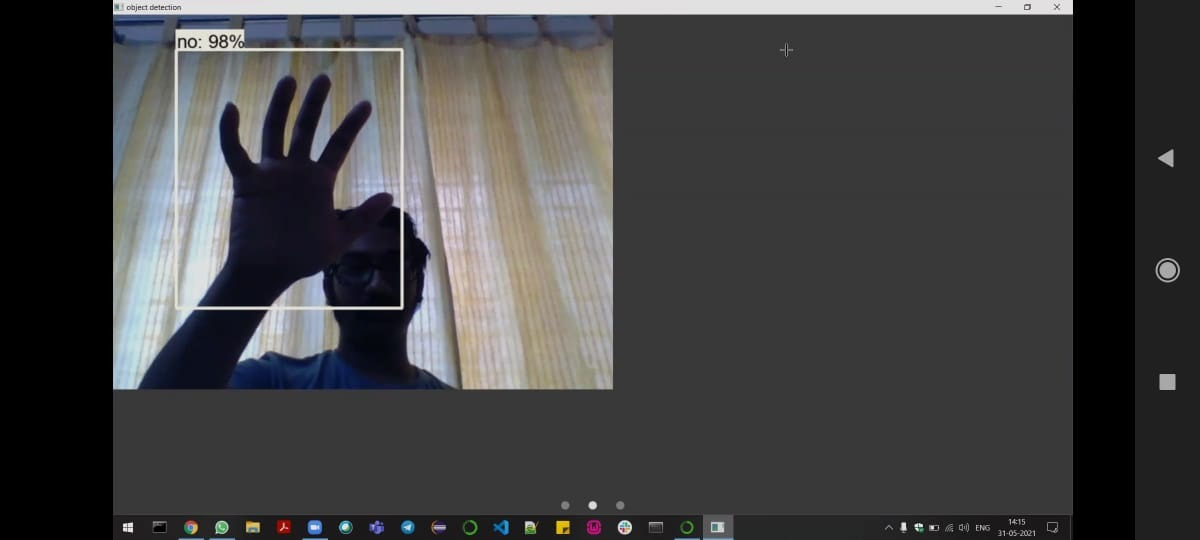 object detection
no: 98%
ENG
14:15
31-05-2021